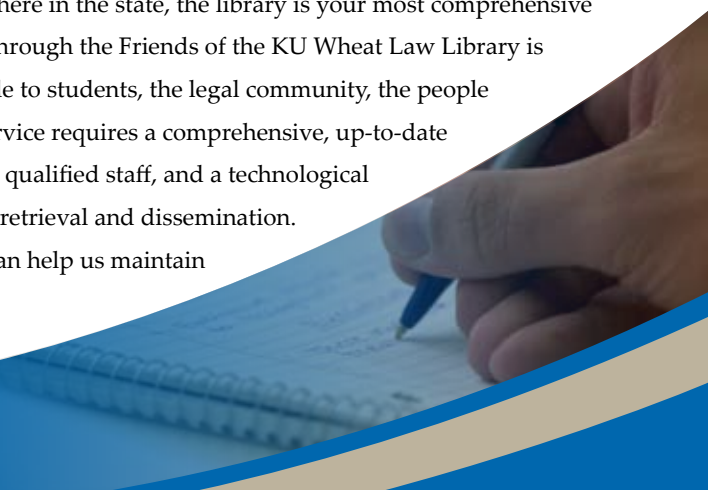 here in the state, the library is your most comprehensive
hrough the Friends of the KU Wheat Law Library is
le to students, the legal community, the people
rvice requires a comprehensive, up-to-date
qualified staff, and a technological
retrieval and dissemination.
an help us maintain